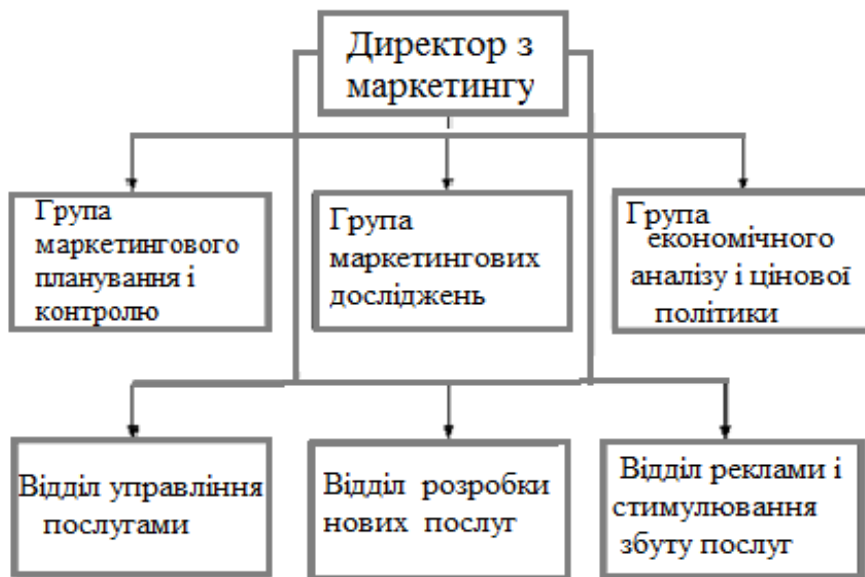 Директор з
маркетингу
Група
маркетингового
планування і
контролю
Група
маркетингових
досліджень
Група
економічного
аналізу і цінової
політики
Відділ управління
послугами
Відділ розробки
нових послуг
Відділ реклами і
стимулювання
збуту послуг